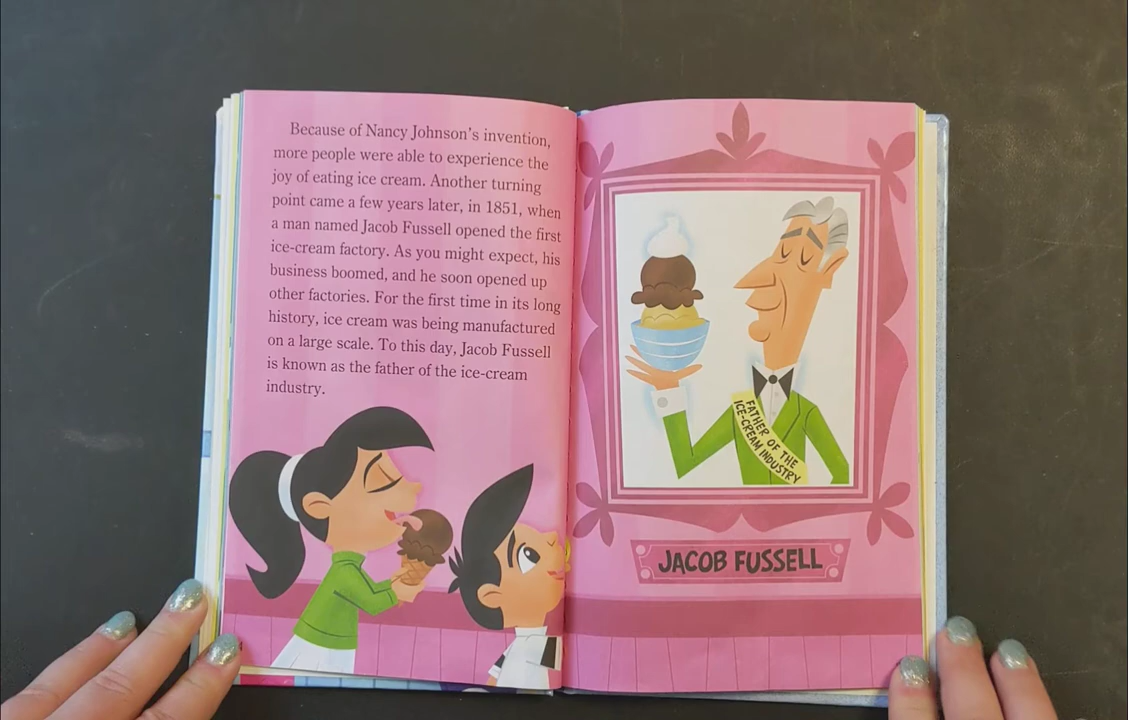 Because of Nancy Johnson's invention,
more people were able to experience the
joy of eating ice cream. Another turning
point came a few years later, in 1851, when
a man named Jacob Fussell opened the first
ice-cream factory. As you might expect, his
business boomed, and he soon opened up
other factories. For the first time in its long
history, ice cream was being manufactured
on a large scale. To this day, Jacob Fussell
is known as the father of the ice-cream
industry.
FATHER OF THE
ICE-CREAM INDUSTRY
JACOB FUSSELL